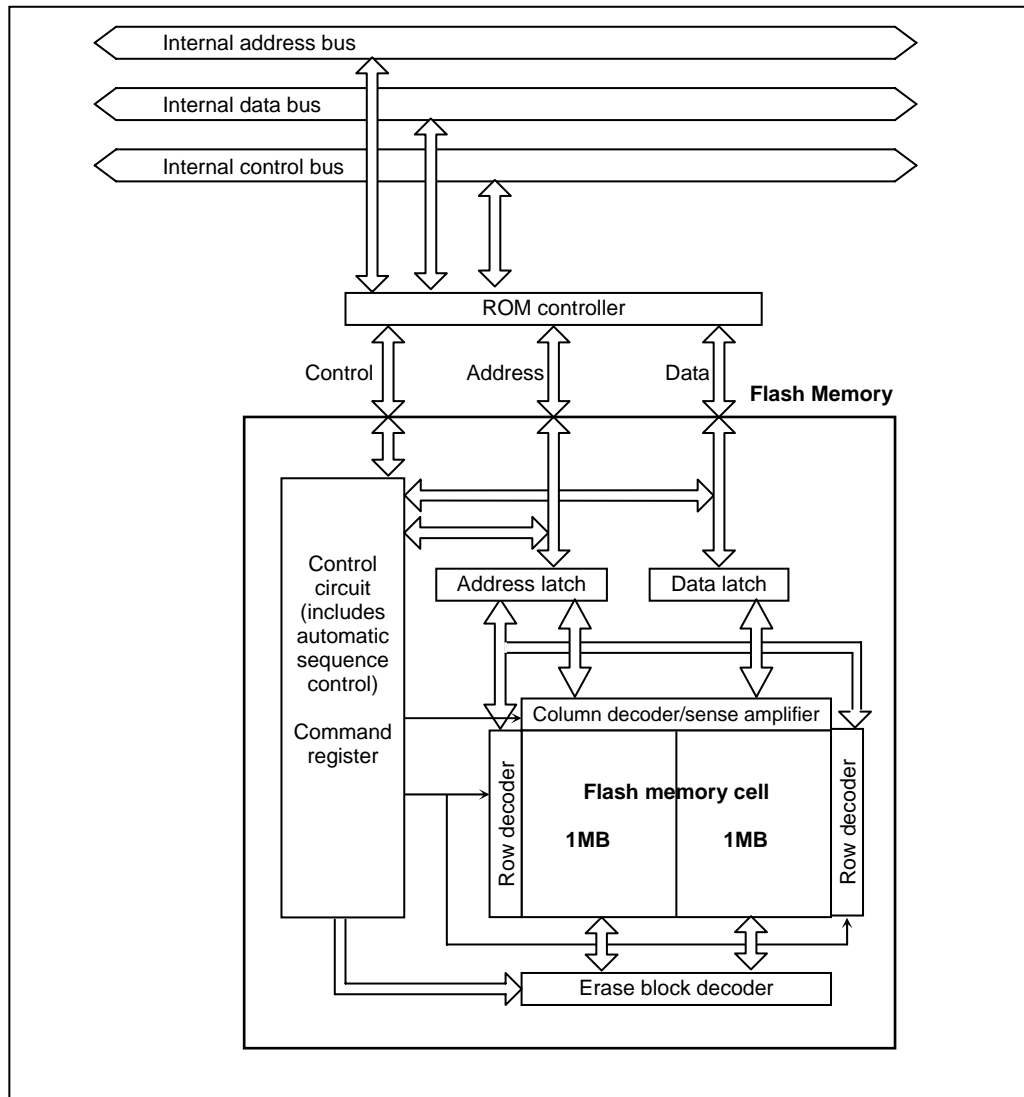 Internal address bus
Internal data bus
Internal control bus
ROM controller
Control
Address
Data
Flash Memory
Control
circuit
(includes
automatic
sequence
control)
Command
register
Address latch
Data latch
Column decoder/sense amplifier
Row decoder
Flash memory cell
1MB
1MB
Row decoder
Erase block decoder